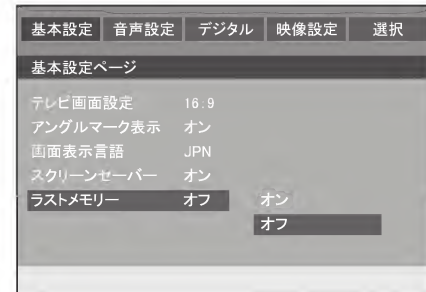 基本設定 音声設定 デジタル 映像設定 選択
基本設定ページ
テレビ画面設定 16:9
アングルマーク表示 オン
画面表示言語 JPN
スクリーンセーバー オン
ラストメモリー オフ オン
オフ